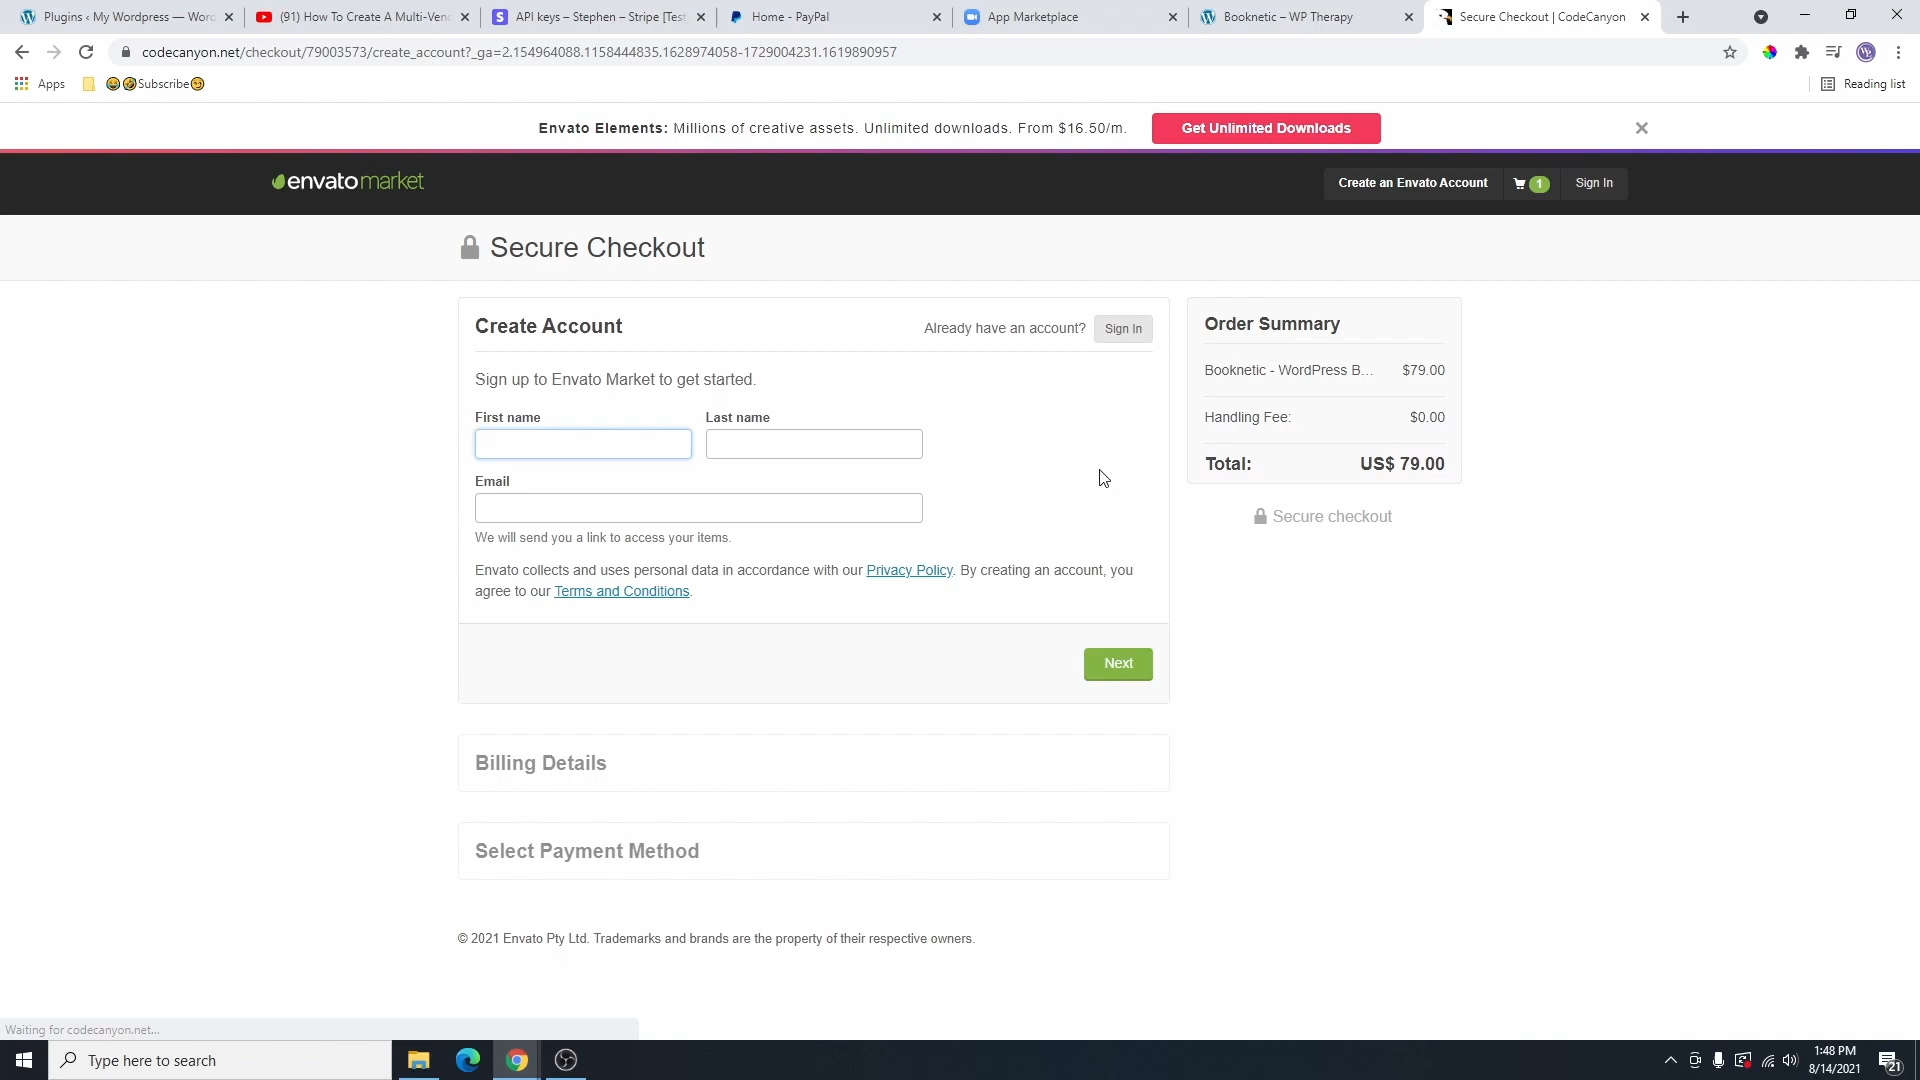 Plugins ‹ My Wordpress — Word
(91) How To Create A Multi-Vend
API keys – Stephen – Stripe [Test
Home - PayPal
App Marketplace
Booknetic – WP Therapy
Secure Checkout | CodeCanyon
codecanyon.net/checkout/79003573/create_account?_ga=2.154964088.1158444835.1628974058-1729004231.1619890957
Apps
Subscribe
Reading list
Envato Elements: Millions of creative assets. Unlimited downloads. From $16.50/m.
Get Unlimited Downloads
envatomarket
Create an Envato Account
1
Sign In
Secure Checkout
Create Account
Already have an account?
Sign In
Sign up to Envato Market to get started.
First name
Last name
Email
We will send you a link to access your items.
Envato collects and uses personal data in accordance with our Privacy Policy. By creating an account, you
agree to our Terms and Conditions.
Next
Order Summary
Booknetic - WordPress B... $79.00
Handling Fee: $0.00
Total: US$ 79.00
Secure checkout
Billing Details
Select Payment Method
© 2021 Envato Pty Ltd. Trademarks and brands are the property of their respective owners.
Waiting for codecanyon.net...
Type here to search
1:48 PM
8/14/2021
21